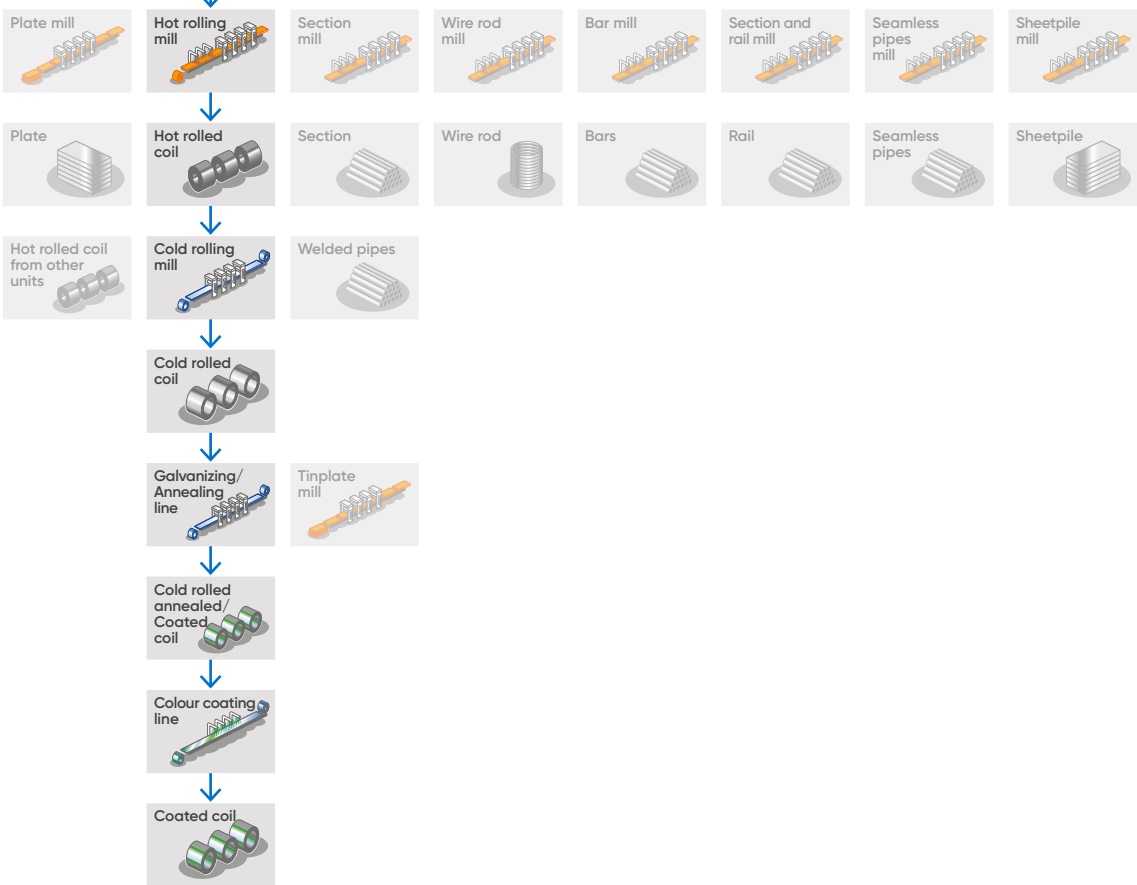 Plate mill
Hot rolling
mill
Section
mill
Wire rod
mill
Bar mill
Section and
rail mill
Seamless
pipes
mill
Sheetpile
mill
Plate
Hot rolled
coil
Section
Wire rod
Bars
Rail
Seamless
pipes
Sheetpile
Hot rolled coil
from other
units
Cold rolling
mill
Welded pipes
Cold rolled
coil
Galvanizing/
Annealing
line
Tinplate
mill
Cold rolled
annealed/
Coated
coil
Colour coating
line
Coated coil